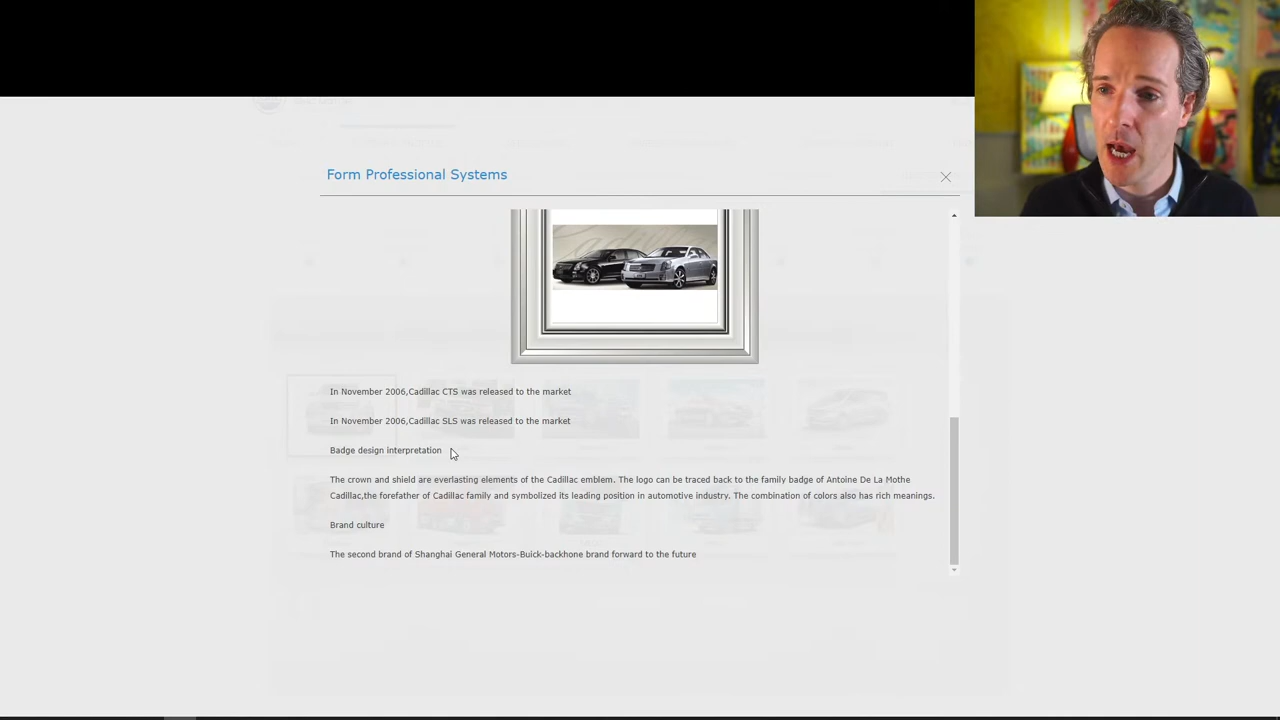 Form Professional Systems
In November 2006,Cadillac CTS was released to the market
In November 2006,Cadillac SLS was released to the market
Badge design interpretation
The crown and shield are everlasting elements of the Cadillac emblem. The logo can be traced back to the family badge of Antoine De La Mothe
Cadillac,the forefather of Cadillac family and symbolized its leading position in automotive industry. The combination of colors also has rich meanings.
Brand culture
The second brand of Shanghai General Motors-Buick-backhone brand forward to the future